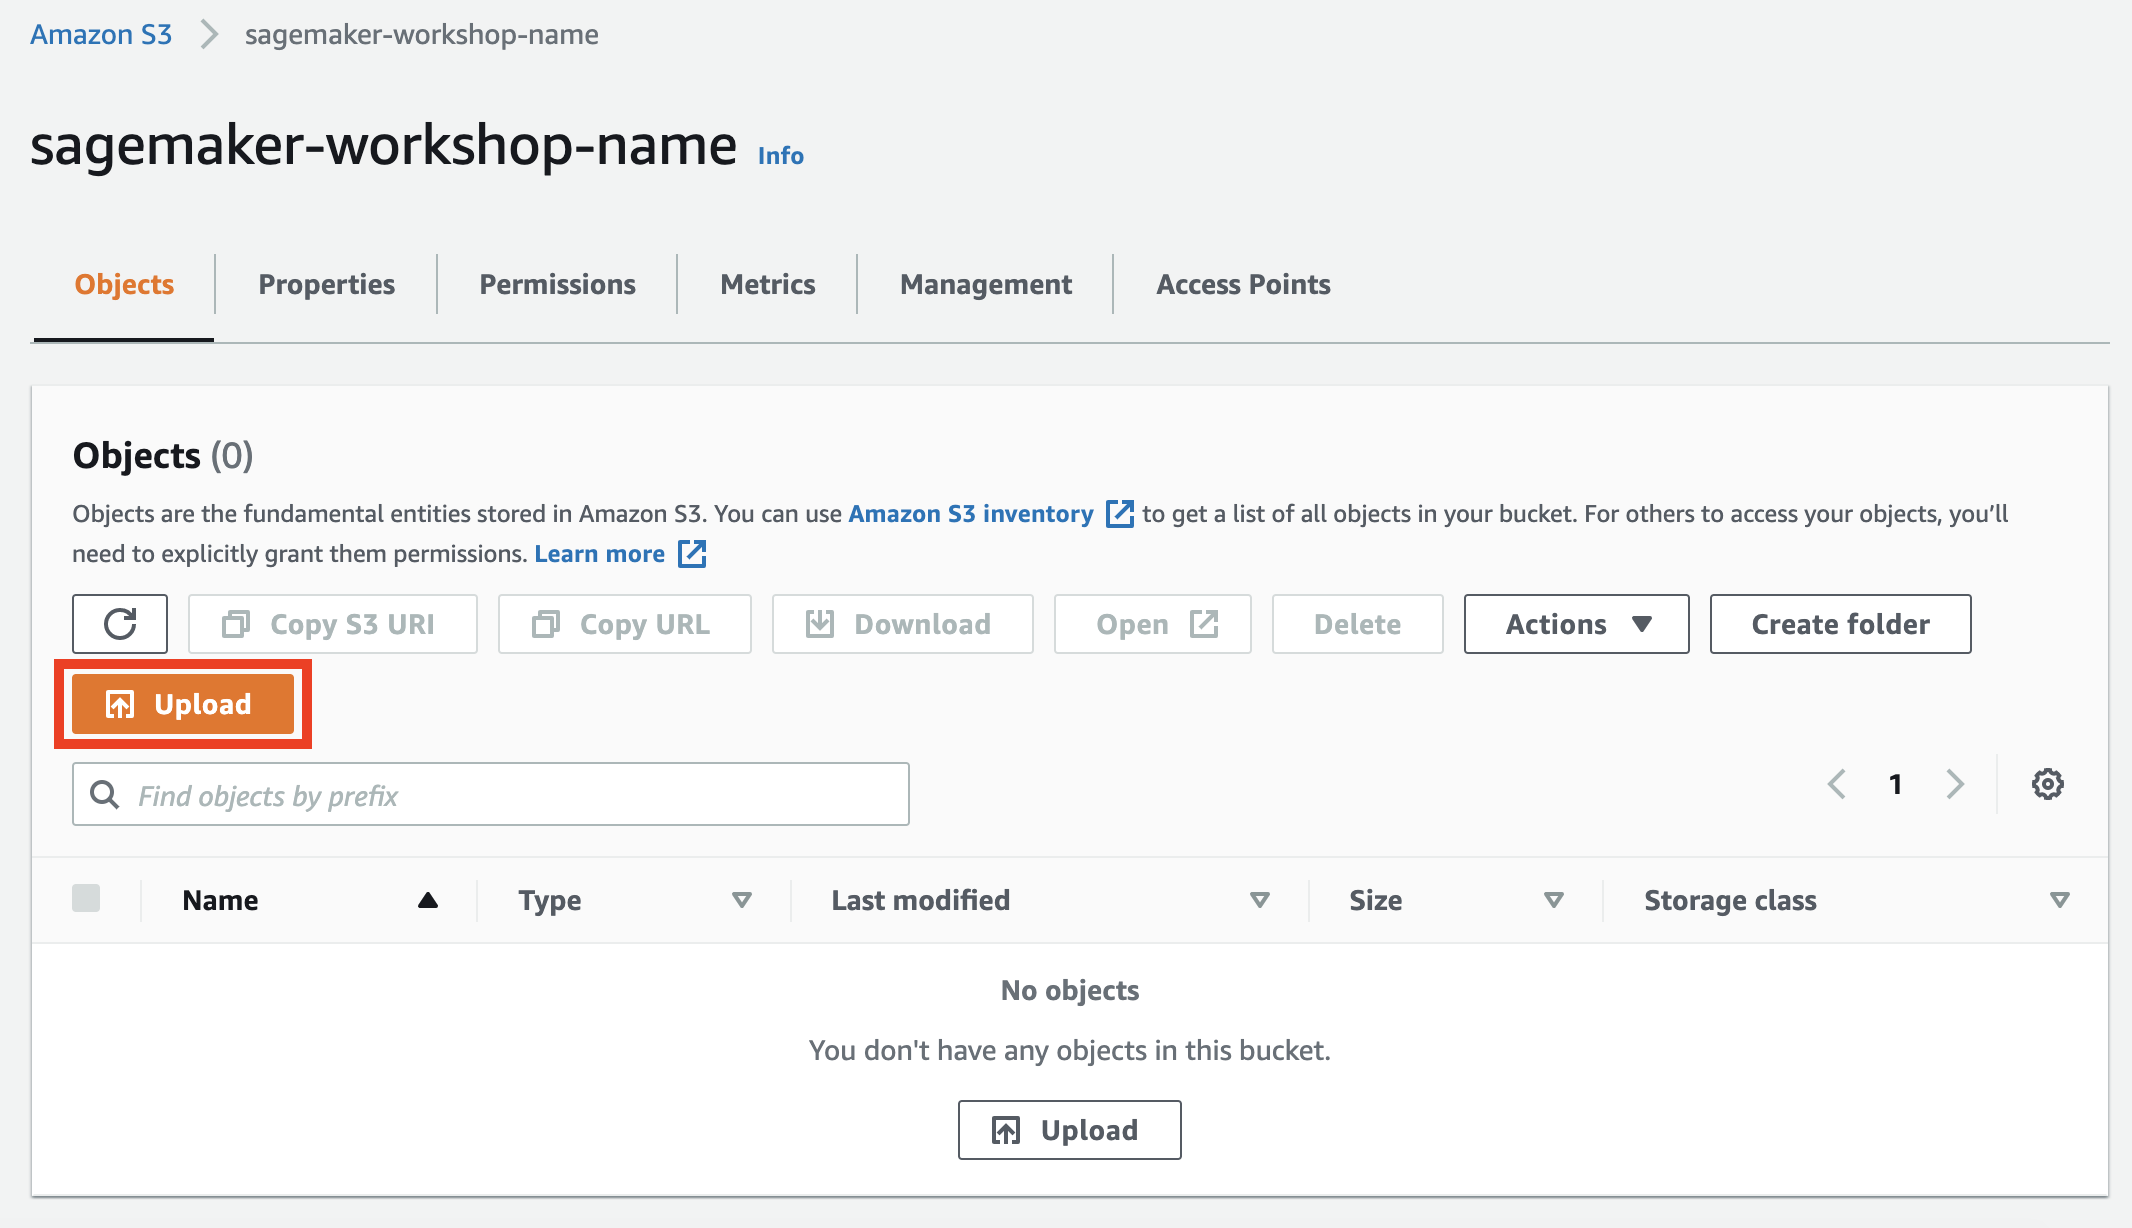 Amazon S3 sagemaker-workshop-name
sagemaker-workshop-name Info
Objects Properties Permissions Metrics Management Access Points
Objects (0)
Objects are the fundamental entities stored in Amazon S3. You can use Amazon S3 inventory to get a list of all objects in your bucket. For others to access your objects, you’ll
need to explicitly grant them permissions. Learn more
Copy S3 URI Copy URL Download Open Delete Actions Create folder
Upload
Find objects by prefix 1
Name Type Last modified Size Storage class
No objects
You don't have any objects in this bucket.
Upload